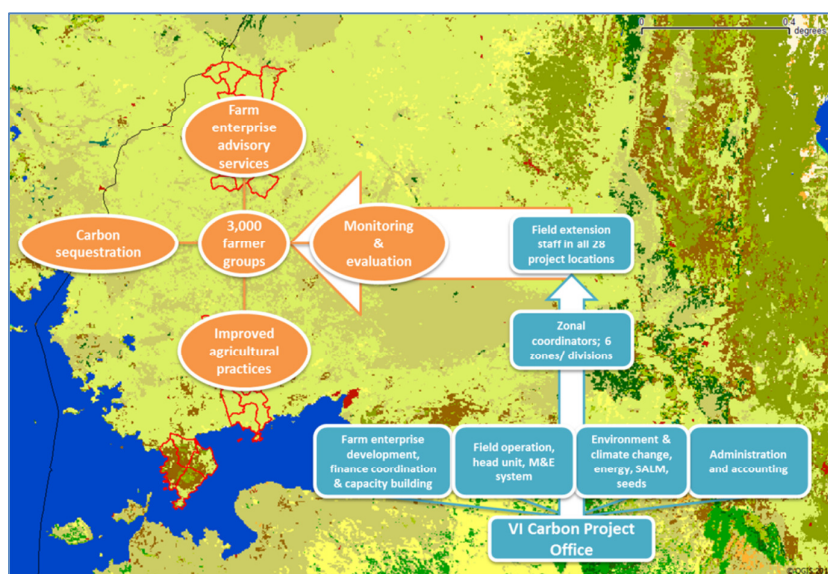 0 0.4
degrees
Farm
enterprise
advisory
services
Carbon
sequestration
3,000
farmer
groups
Monitoring
&
evaluation
Field extension
staff in all 28
project locations
Improved
agricultural
practices
Zonal
coordinators; 6
zones/ divisions
Farm enterprise
development,
finance coordination
& capacity building
Field operation,
head unit, M&E
system
Environment &
climate change,
energy, SALM,
seeds
Administration
and accounting
VI Carbon Project
Office